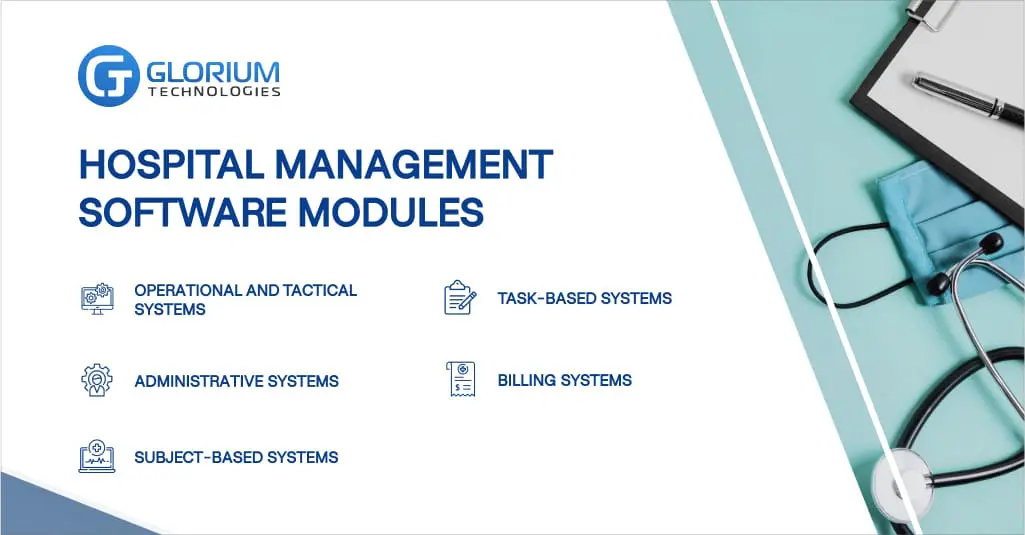 GLORIUM
TECHNOLOGIES
HOSPITAL MANAGEMENT
SOFTWARE MODULES
OPERATIONAL AND TACTICAL
SYSTEMS
ADMINISTRATIVE SYSTEMS
SUBJECT-BASED SYSTEMS
TASK-BASED SYSTEMS
BILLING SYSTEMS